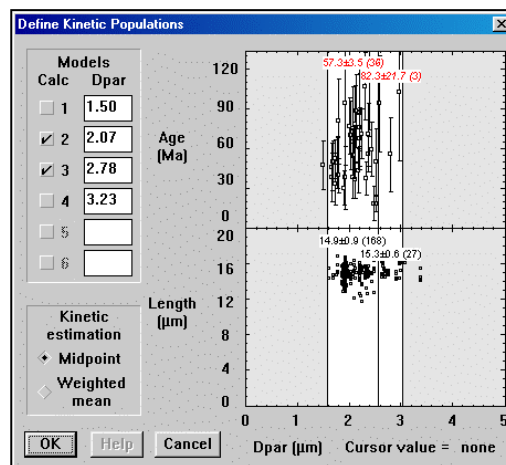 Define Kinetic Populations
Models
Calc Dpar
1 1.50
2 2.07
3 2.78
4 3.23
5
6
Kinetic
estimation
Midpoint
Weighted
mean
OK Help Cancel
57.3±3.5 (36)
82.3±21.7 (3)
Age
(Ma)
120
90
60
30
0
14.9±0.9 (168)
15.3±0.6 (27)
Length
(µm)
20
16
12
8
4
0
0 1 2 3 4 5
Dpar (µm) Cursor value = none